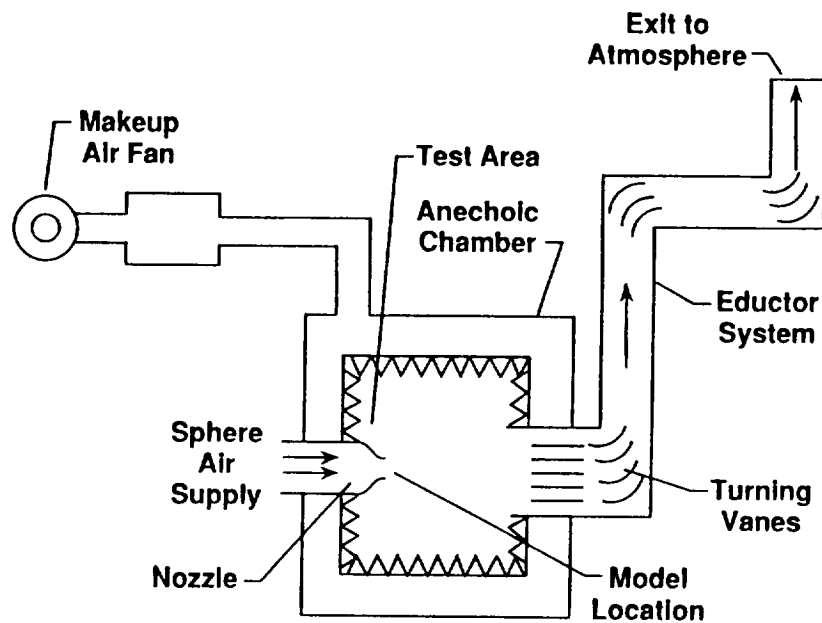 Exit to
Atmosphere
Makeup
Air Fan
Test Area
Anechoic
Chamber
Eductor
System
Sphere
Air
Supply
Turning
Vanes
Nozzle
Model
Location